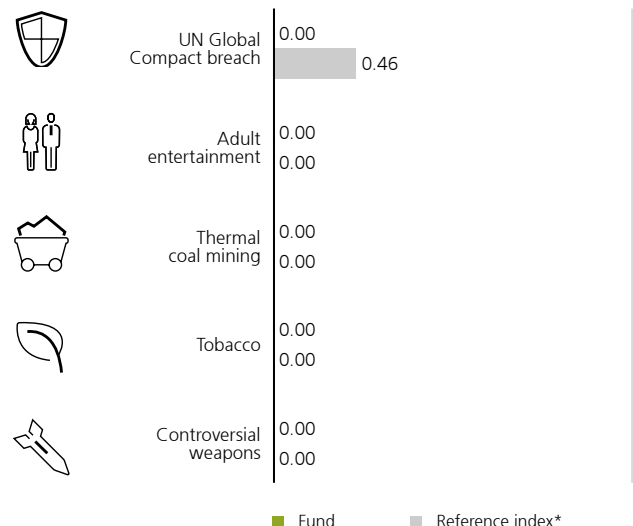 UN Global
Compact breach
0.00
0.46
Adult
entertainment
0.00
0.00
Thermal
coal mining
0.00
0.00
Tobacco
0.00
0.00
Controversial
weapons
0.00
0.00
Fund
Reference index*